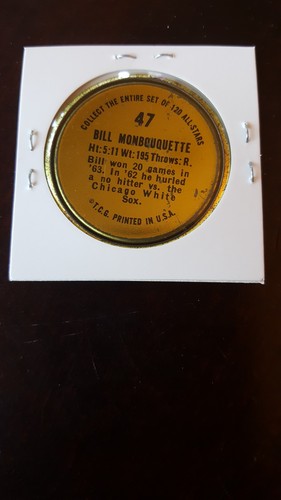 COLLECT THE ENTIRE SET OF 120 ALL-STARS
47
BILL MONBOUQUETTE
Ht: 5:11 Wt: 195 Throws: R.
Bill won 20 games in
'63. In '62 he hurled
a no hitter vs. the
Chicago White
Sox.
©T.C.G. PRINTED IN U.S.A.